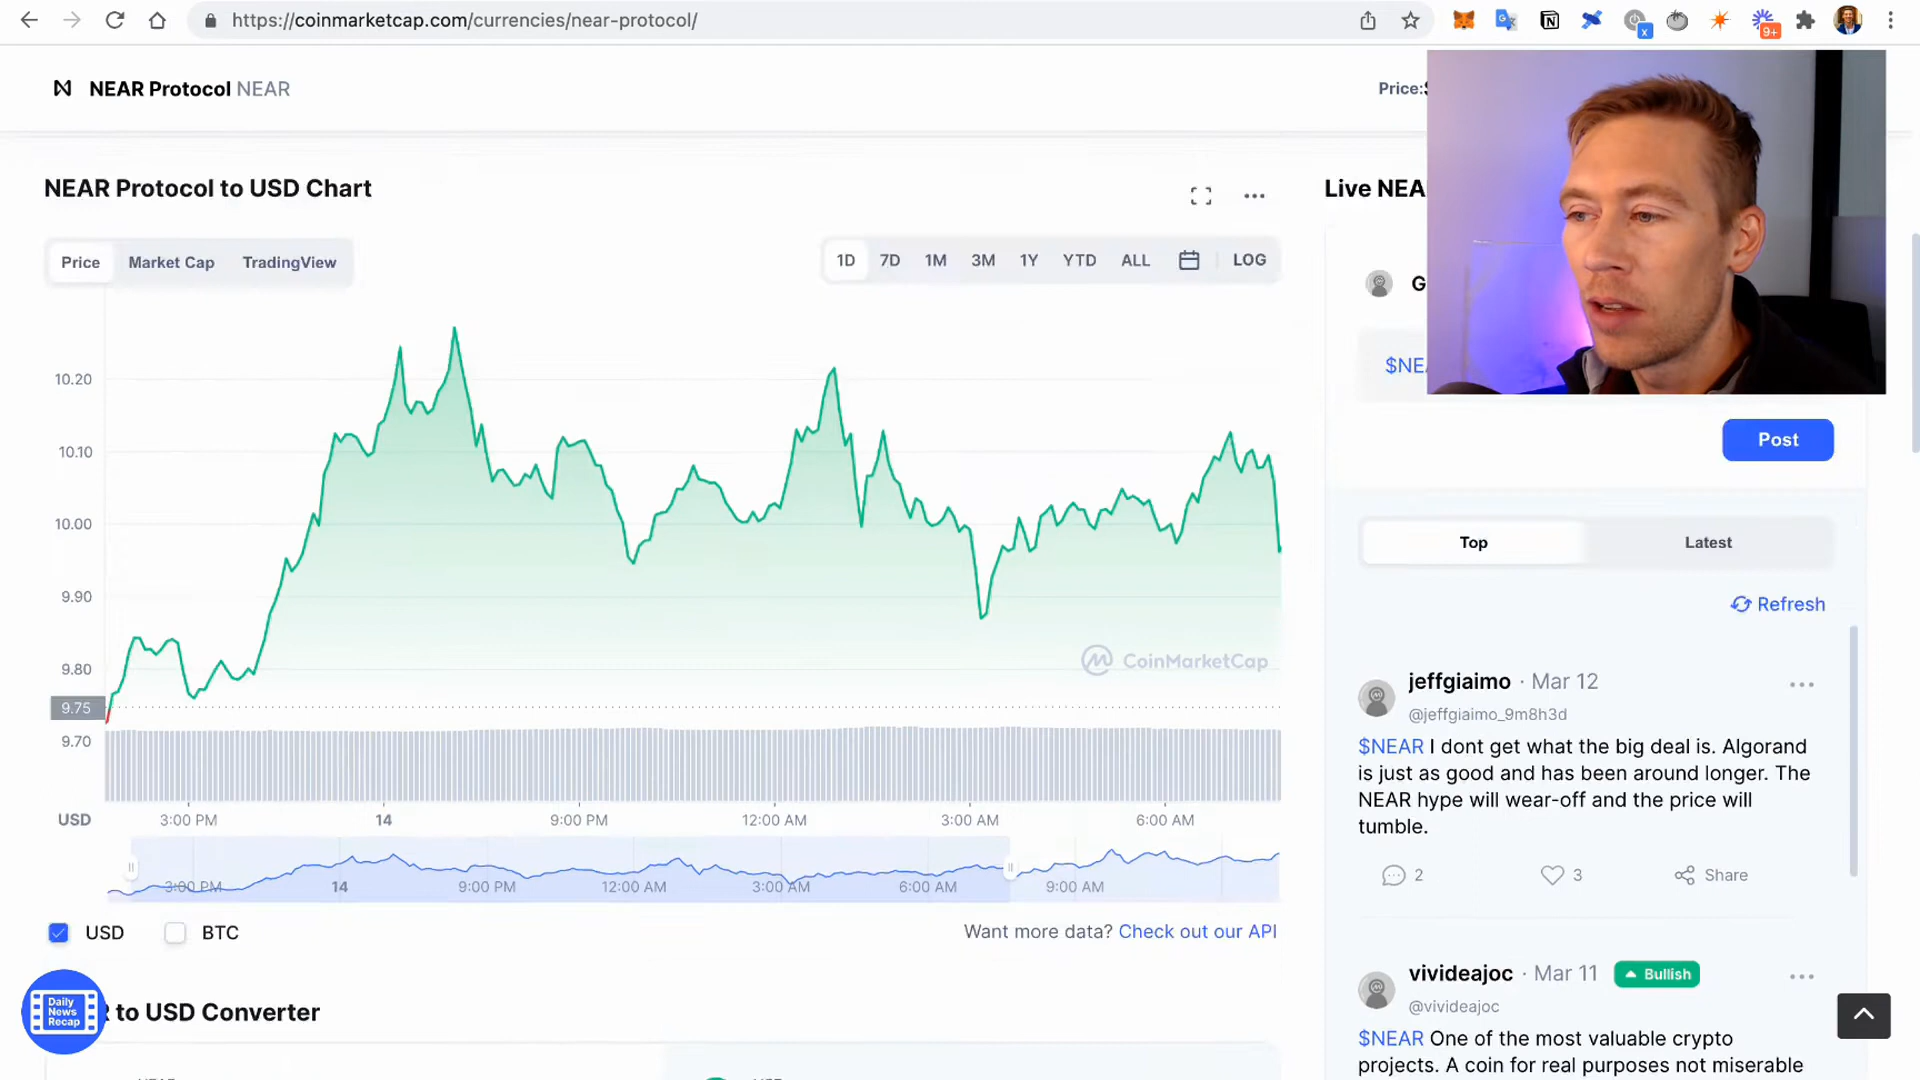 https://coinmarketcap.com/currencies/near-protocol/
x
9+
NEAR Protocol NEAR
Price:
NEAR Protocol to USD Chart
Live NEA
Price Market Cap TradingView
1D 7D 1M 3M 1Y YTD ALL LOG
G
$NEA
Post
10.20
10.10
10.00
9.90
9.80
9.75
9.70
CoinMarketCap
USD 3:00 PM 14 9:00 PM 12:00 AM 3:00 AM 6:00 AM
3:00 PM 14 9:00 PM 12:00 AM 3:00 AM 6:00 AM 9:00 AM
USD BTC
Want more data? Check out our API
Daily
News
Recap
R to USD Converter
Top Latest
Refresh
jeffgiaimo · Mar 12
@jeffgiaimo_9m8h3d
$NEAR I dont get what the big deal is. Algorand
is just as good and has been around longer. The
NEAR hype will wear-off and the price will
tumble.
2 3 Share
vivideajoc · Mar 11 Bullish
@vivideajoc
$NEAR One of the most valuable crypto
projects. A coin for real purposes not miserable